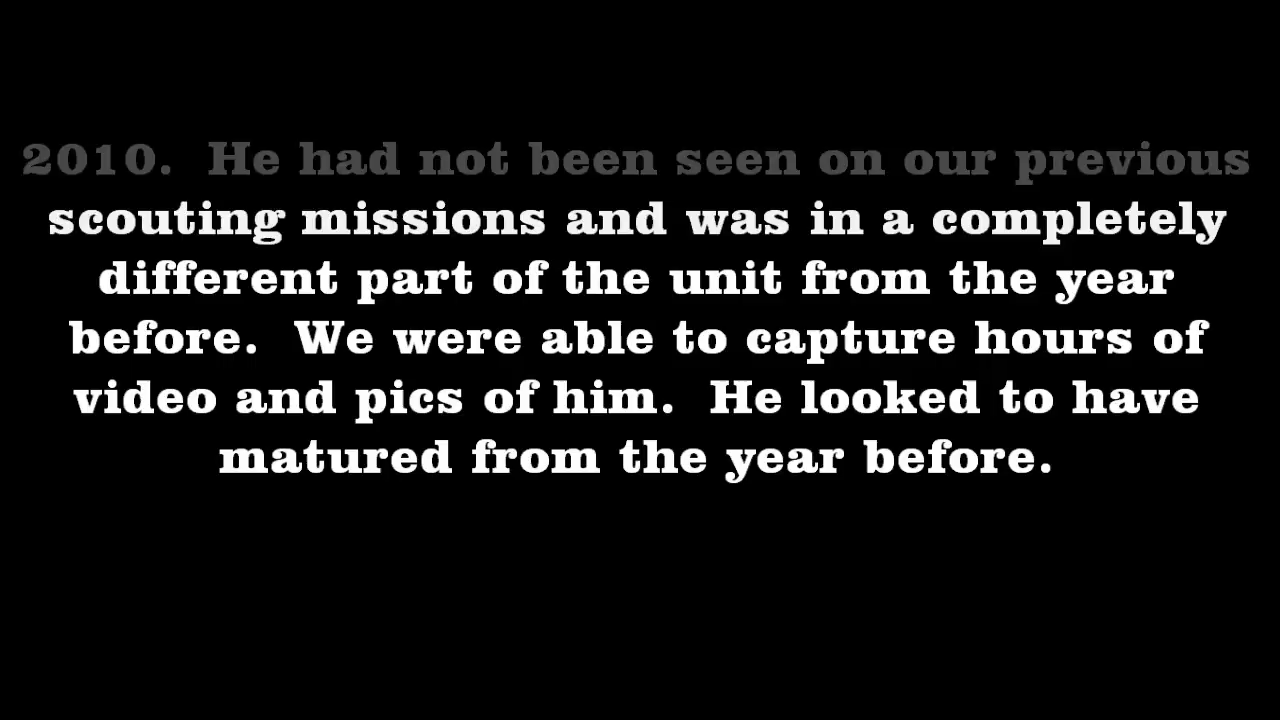 2010.  He had not been seen on our previous
scouting missions and was in a completely
different part of the unit from the year
before.  We were able to capture hours of
video and pics of him.  He looked to have
matured from the year before.